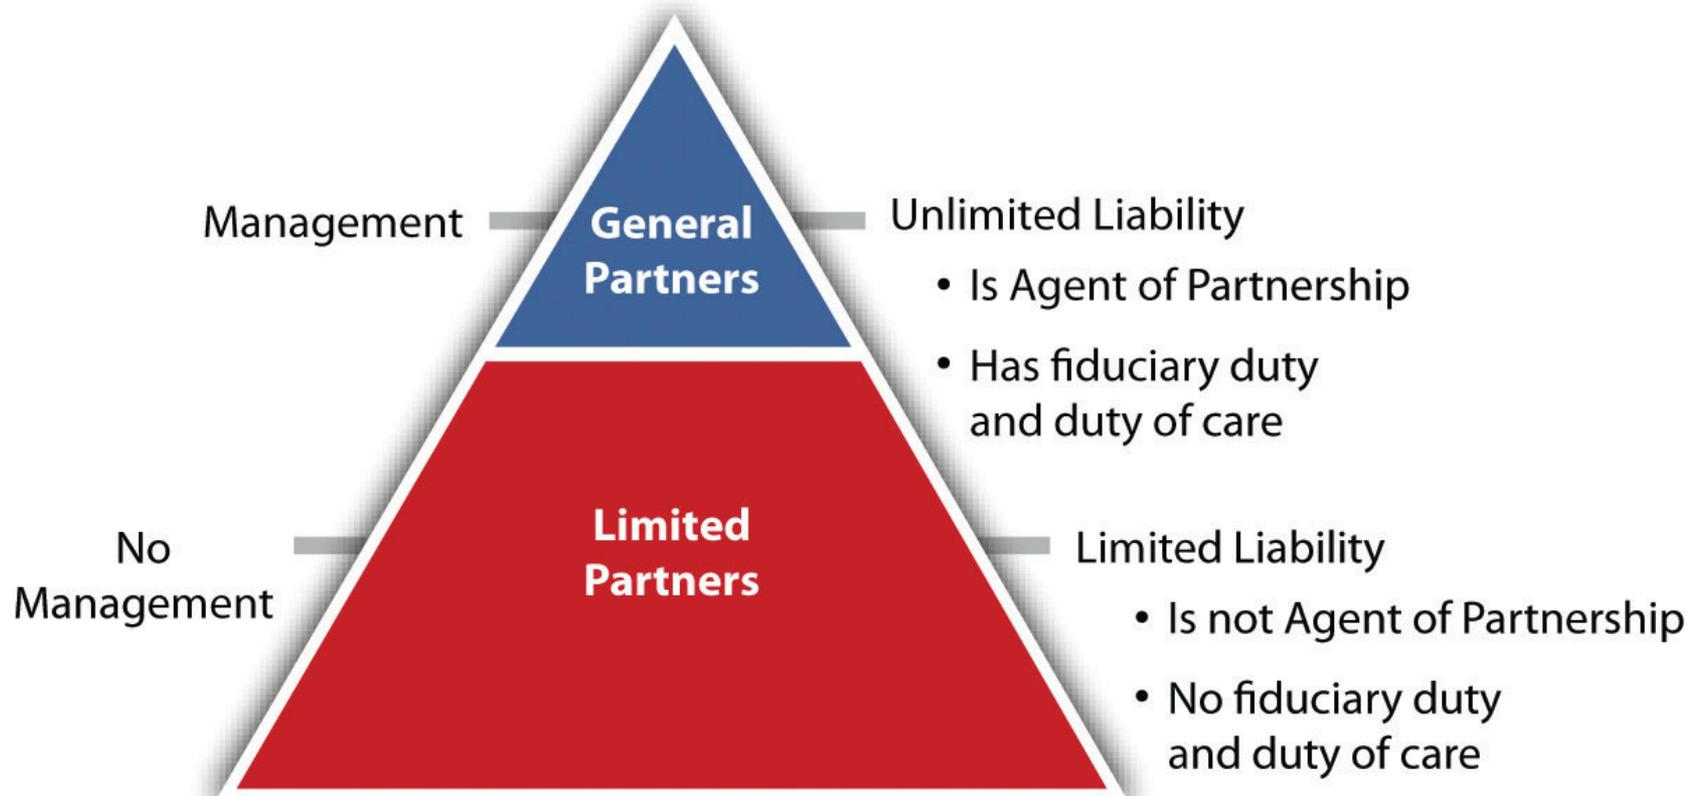 Management
General
Partners
Unlimited Liability
• Is Agent of Partnership
• Has fiduciary duty
and duty of care
No
Management
Limited
Partners
Limited Liability
• Is not Agent of Partnership
• No fiduciary duty
and duty of care